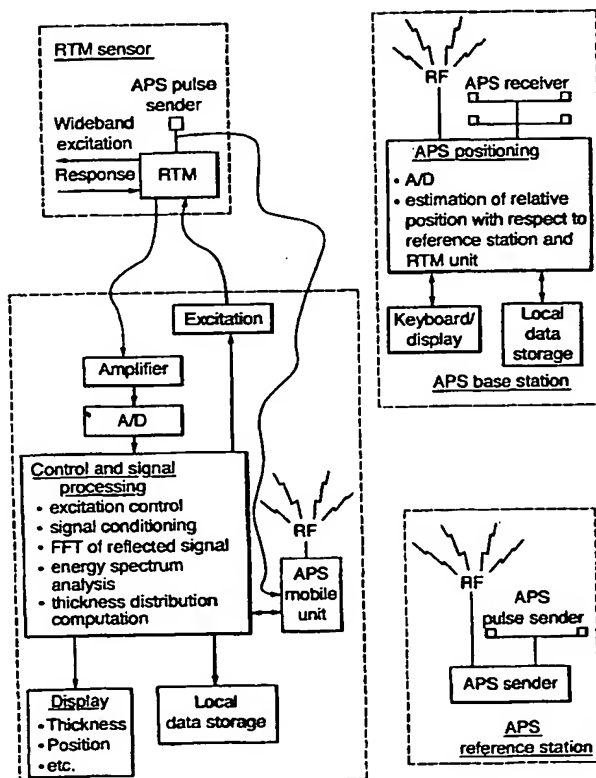 RTM sensor
APS pulse
sender
Wideband
excitation
Response
RTM
Excitation
Amplifier
A/D
Control and signal
processing
• excitation control
• signal conditioning
• FFT of reflected signal
• energy spectrum
analysis
• thickness distribution
computation
RF
APS
mobile
unit
Display
• Thickness
• Position
• etc.
Local
data storage
RF
APS receiver
APS positioning
• A/D
• estimation of relative
position with respect to
reference station and
RTM unit
Keyboard/
display
Local
data
storage
APS base station
RF
APS
pulse sender
APS sender
APS
reference station